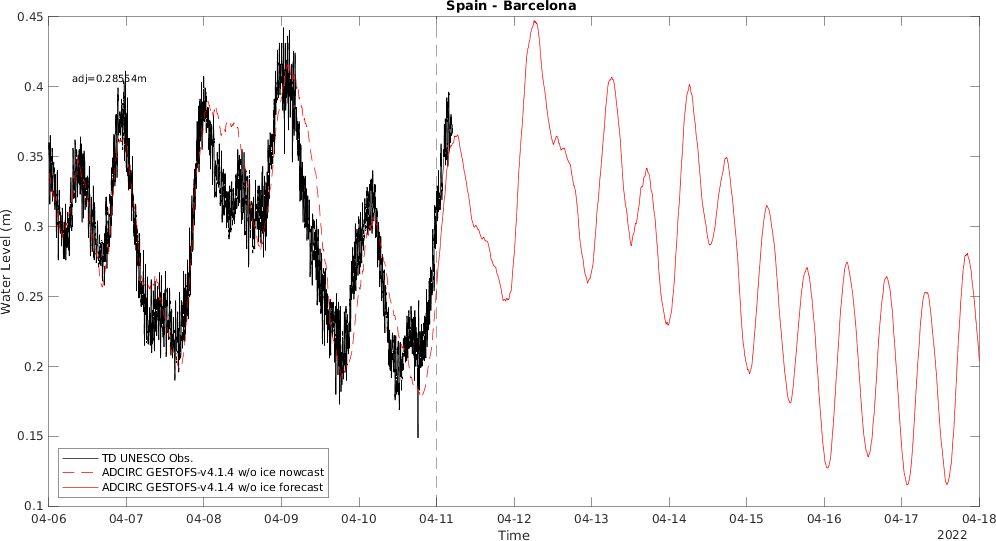 Spain - Barcelona
0.45
0.4
0.35
0.3
0.25
0.2
0.15
0.1
Water Level (m)
adj=0.28554m
TD UNESCO Obs.
ADCIRC GESTOFS-v4.1.4 w/o ice nowcast
ADCIRC GESTOFS-v4.1.4 w/o ice forecast
04-06 04-07 04-08 04-09 04-10 04-11 04-12 04-13 04-14 04-15 04-16 04-17 04-18
Time
2022